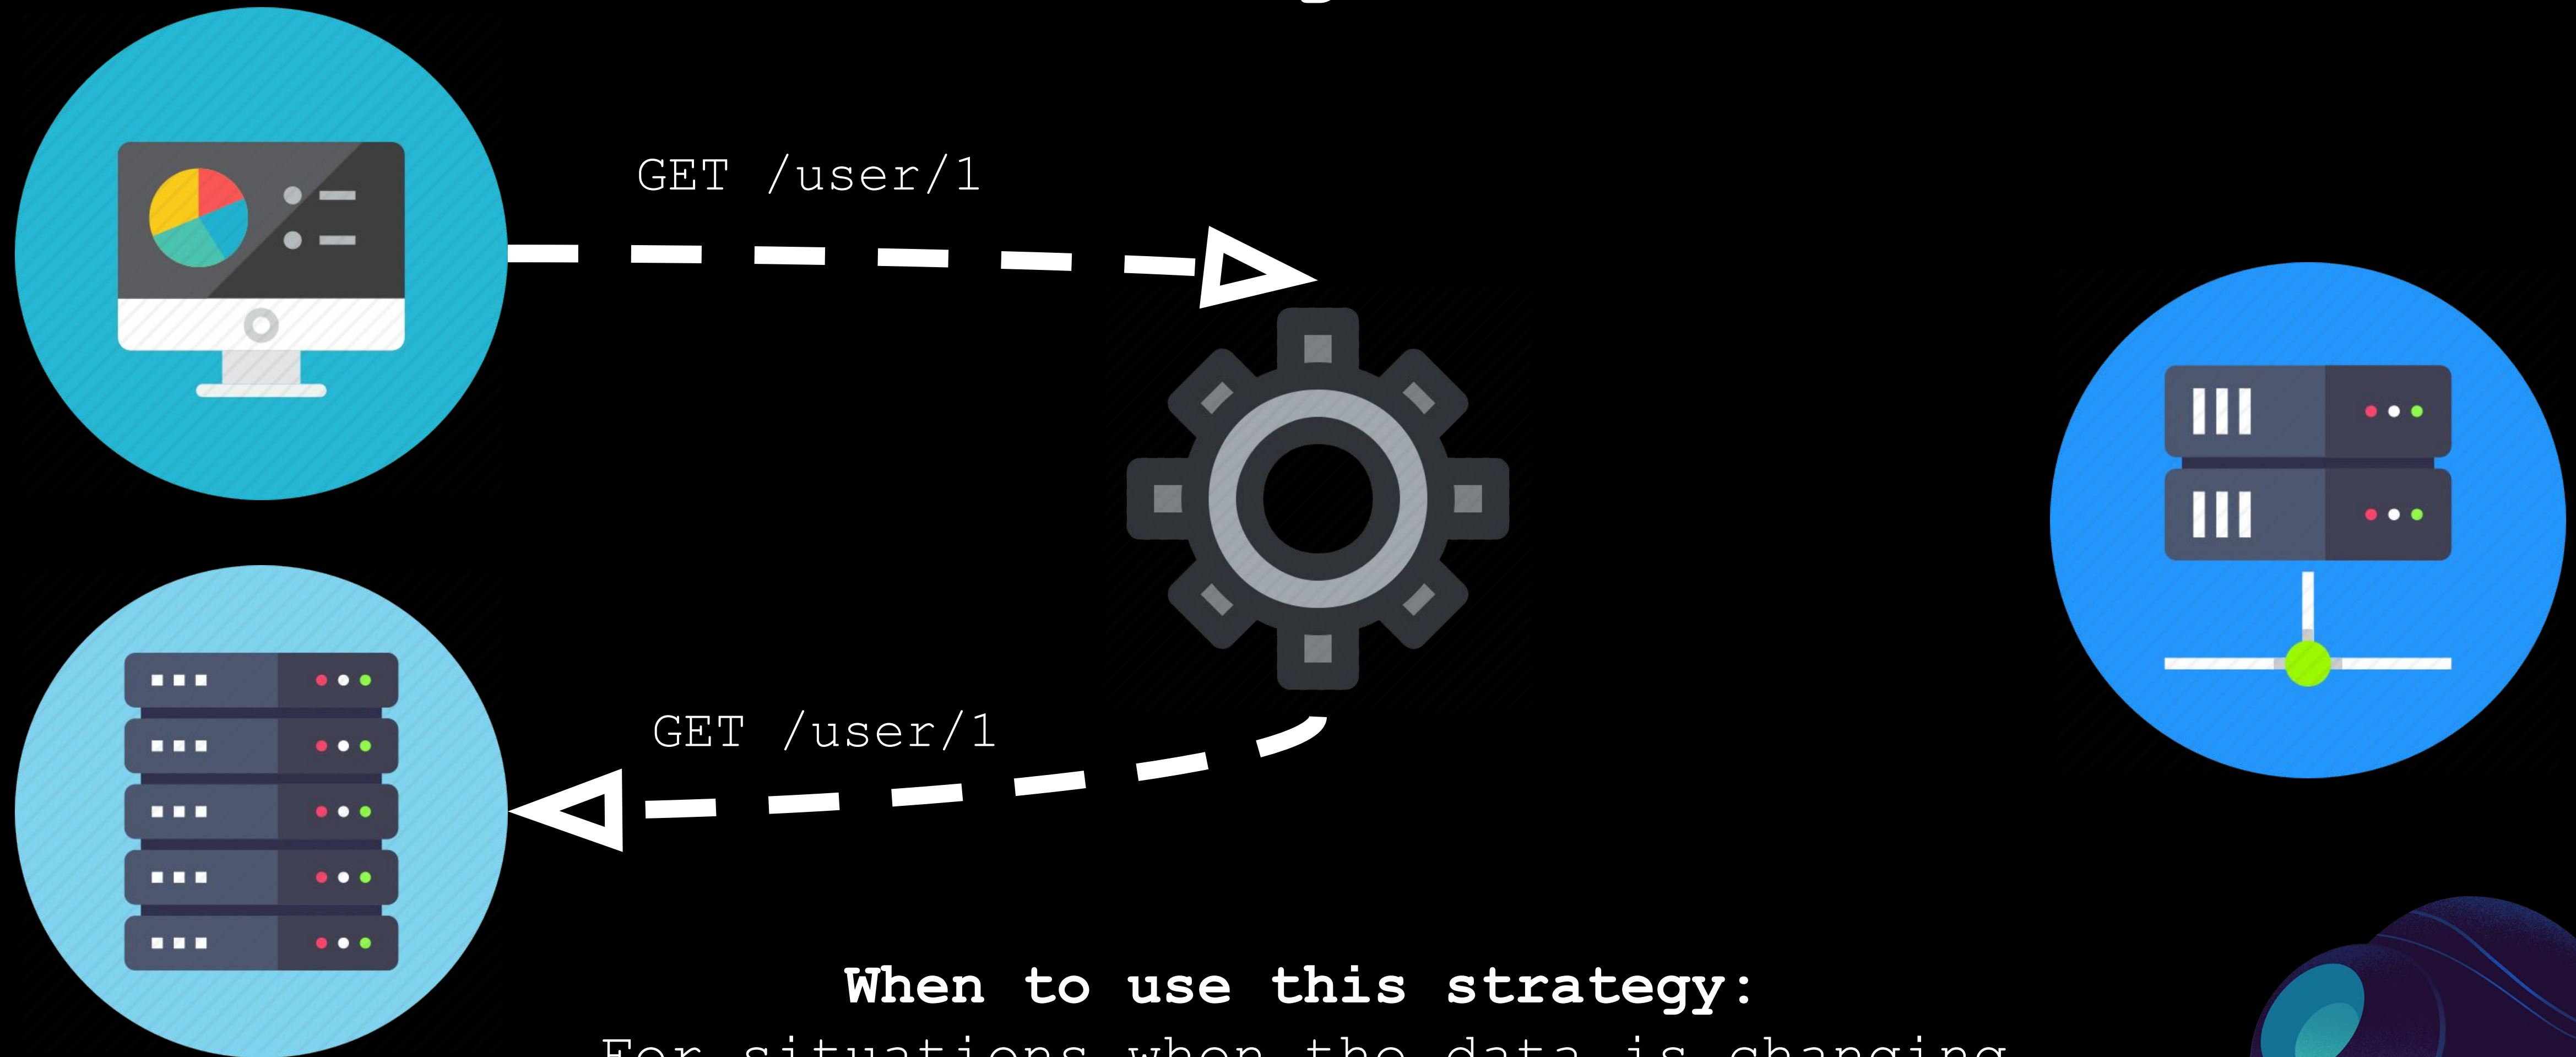 GET /user/1
GET /user/1
When to use this strategy:
For situations when the data is changing